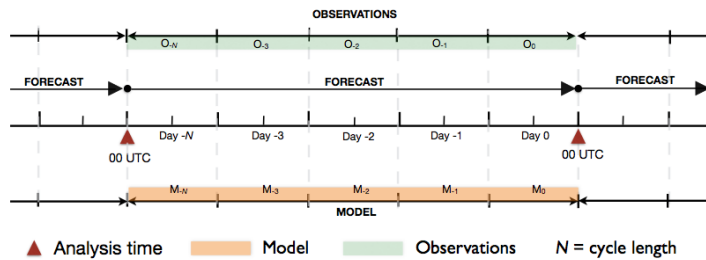 OBSERVATIONS
O-N O-3 O-2 O-1 O0
FORECAST FORECAST FORECAST
Day -N Day -3 Day -2 Day -1 Day 0
00 UTC 00 UTC
M-N M-3 M-2 M-1 M0
MODEL
Analysis time Model Observations N = cycle length